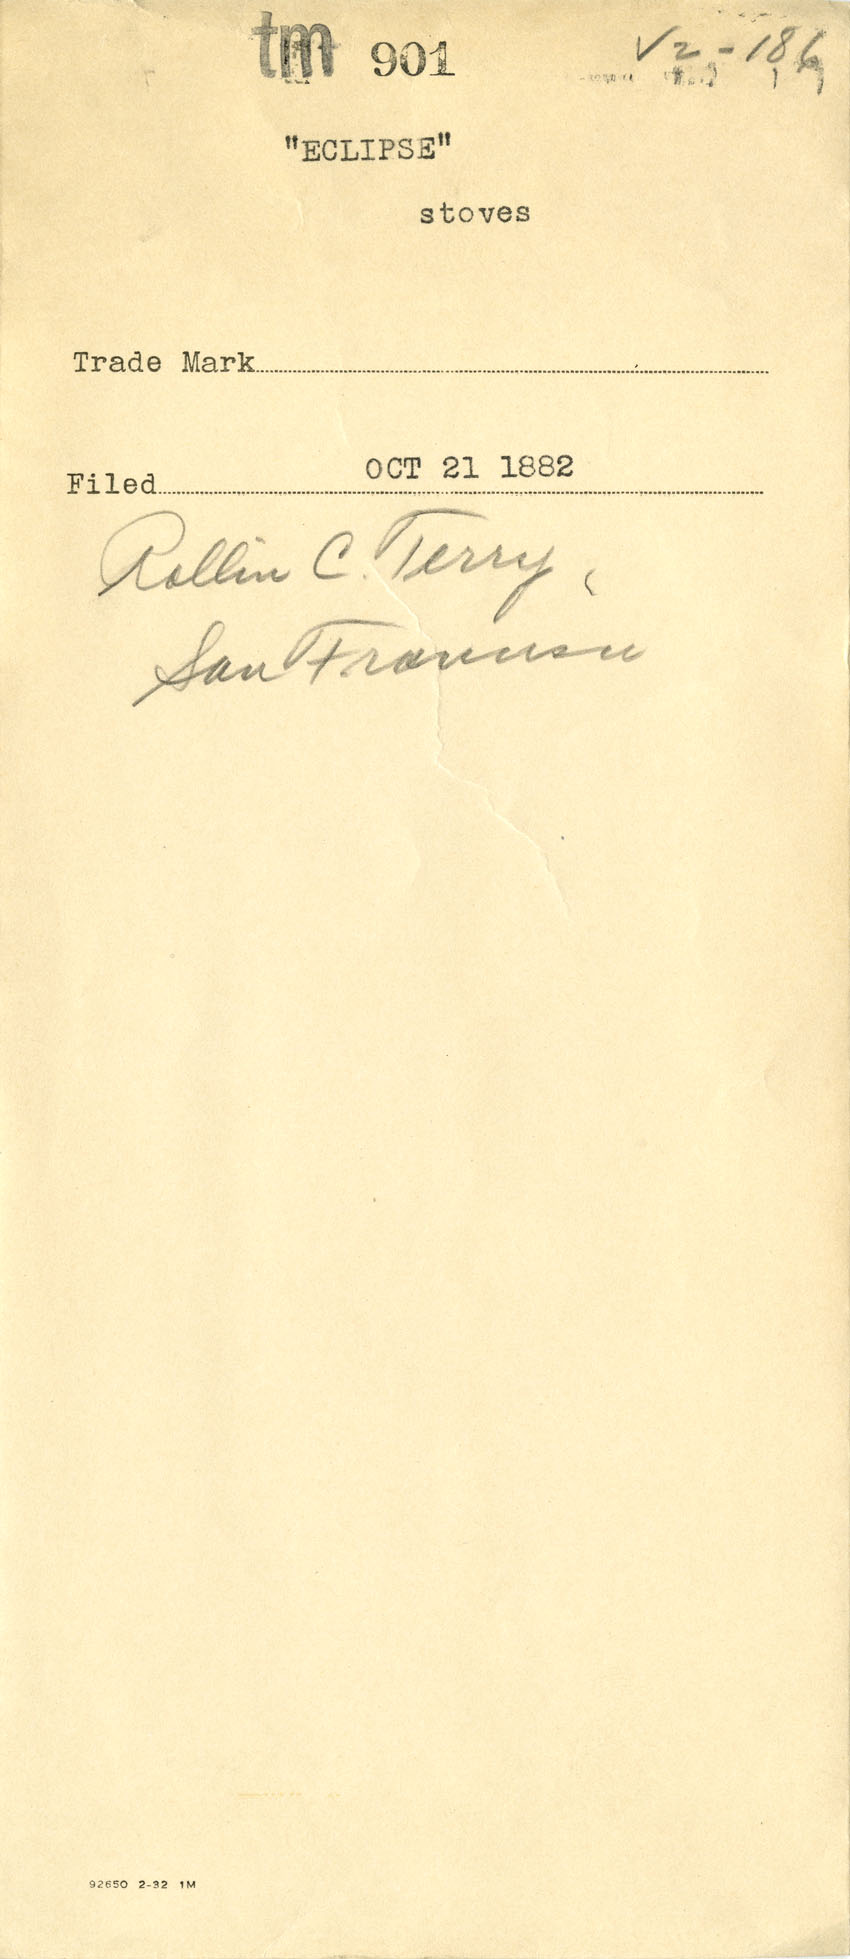 tm 901
V2-186
"ECLIPSE"
stoves
Trade Mark
Filed OCT 21 1882
Rollin C. Terry,
San Francisco
92650 2-32 1M